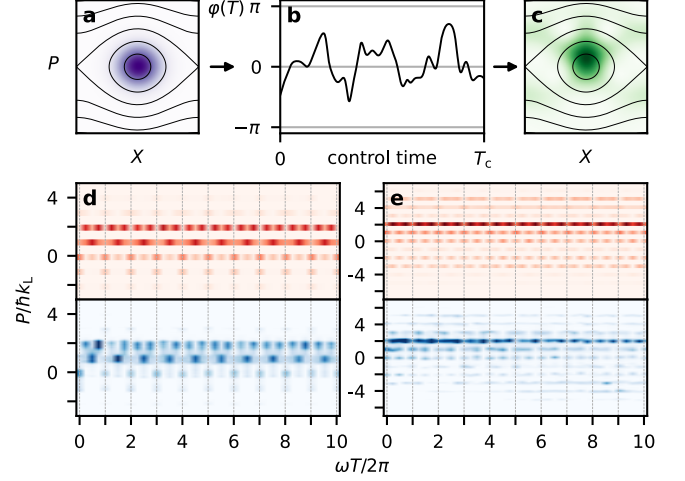 a
φ(T)
π
b
c
P
0
−π
X
0
control time
T_c
X
d
e
4
0
4
0
-4
P/ħk_L
4
0
4
0
-4
0 2 4 6 8 10
0 2 4 6 8 10
ωT/2π